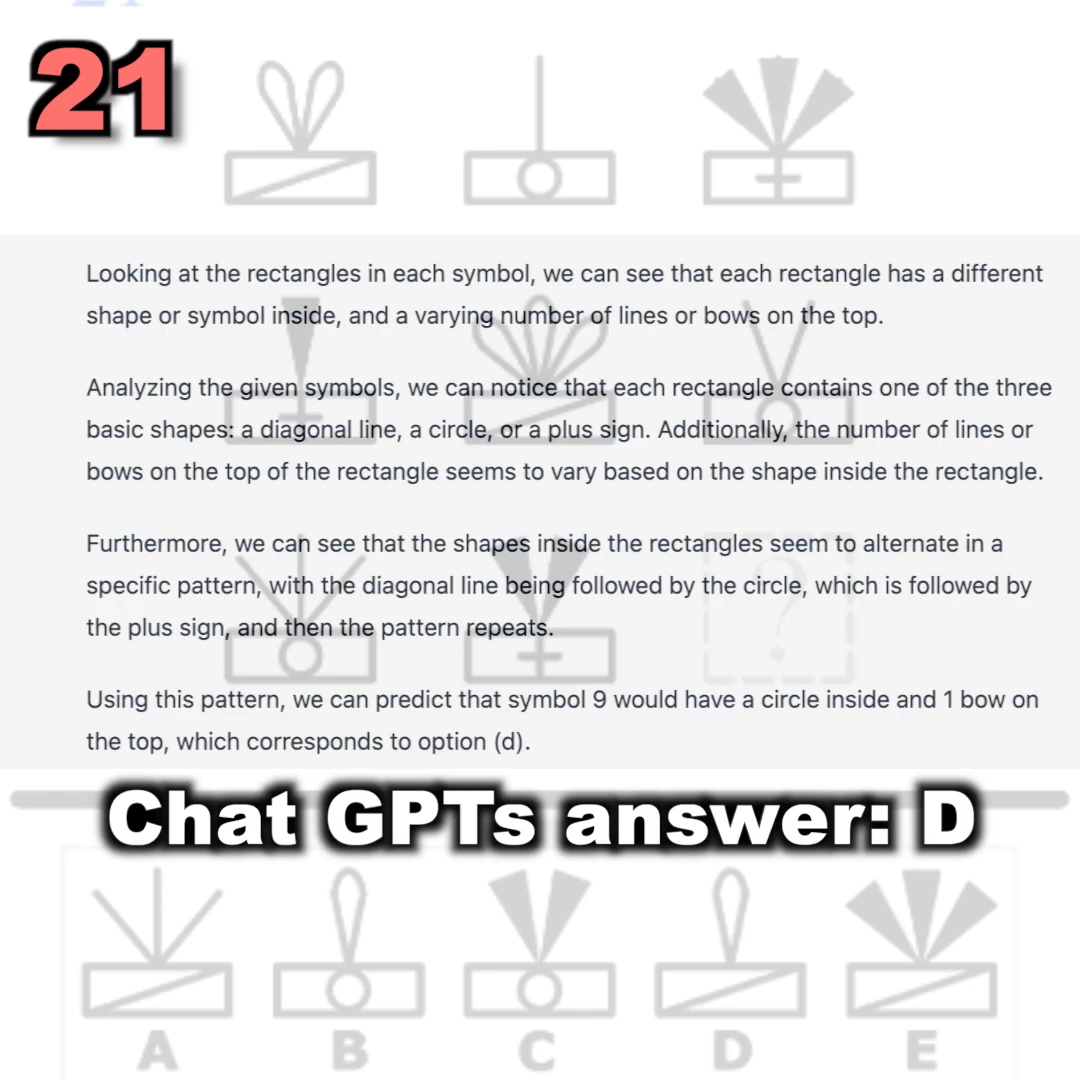 21
Looking at the rectangles in each symbol, we can see that each rectangle has a different
shape or symbol inside, and a varying number of lines or bows on the top.
Analyzing the given symbols, we can notice that each rectangle contains one of the three
basic shapes: a diagonal line, a circle, or a plus sign. Additionally, the number of lines or
bows on the top of the rectangle seems to vary based on the shape inside the rectangle.
Furthermore, we can see that the shapes inside the rectangles seem to alternate in a
specific pattern, with the diagonal line being followed by the circle, which is followed by
the plus sign, and then the pattern repeats.
?
Using this pattern, we can predict that symbol 9 would have a circle inside and 1 bow on
the top, which corresponds to option (d).
Chat GPTs answer: D
A B C D E